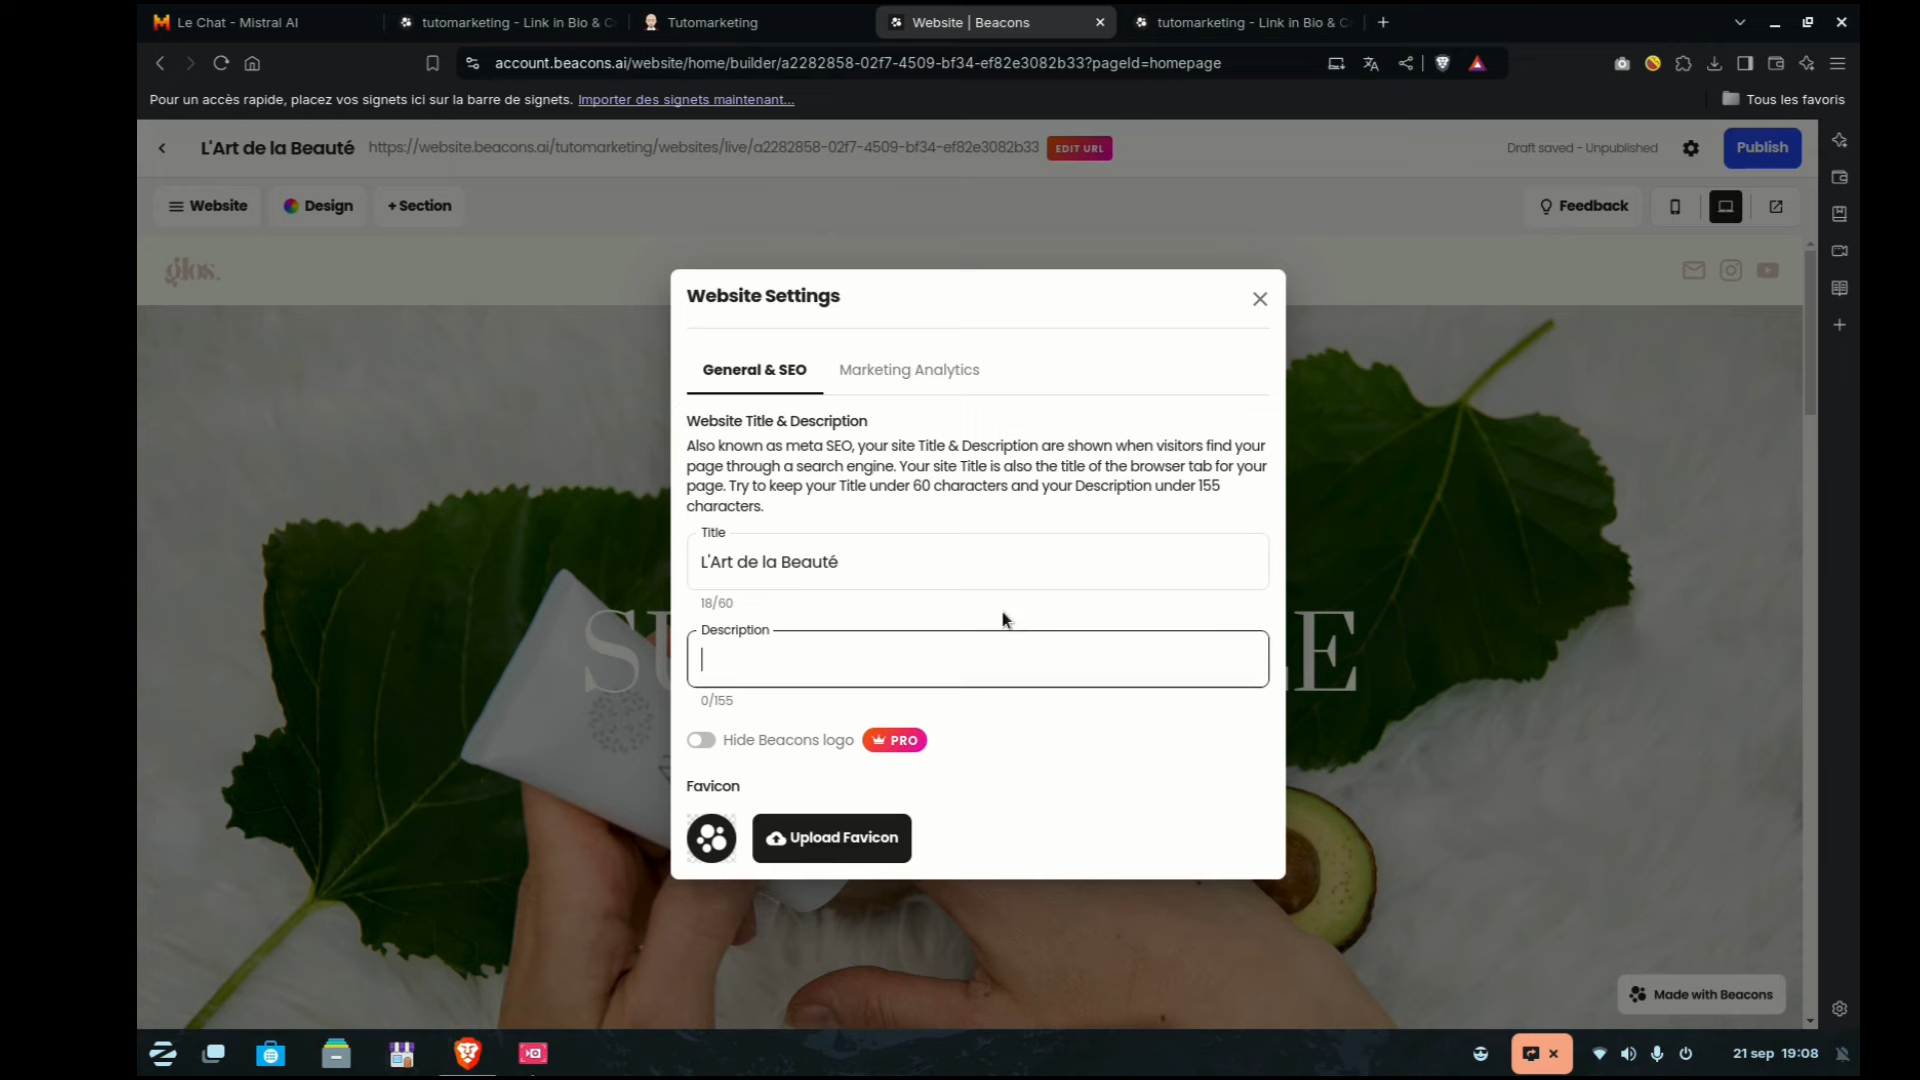 Le Chat - Mistral AI
tutomarketing - Link in Bio & C
Tutomarketing
Website | Beacons
tutomarketing - Link in Bio & C
account.beacons.ai/website/home/builder/a2282858-02f7-4509-bf34-ef82e3082b33?pageId=homepage
Pour un accès rapide, placez vos signets ici sur la barre de signets. Importer des signets maintenant...
Tous les favoris
L'Art de la Beauté
https://website.beacons.ai/tutomarketing/websites/live/a2282858-02f7-4509-bf34-ef82e3082b33
EDIT URL
Draft saved - Unpublished
Publish
Website
Design
+ Section
Feedback
glos.
Website Settings
General & SEO
Marketing Analytics
Website Title & Description
Also known as meta SEO, your site Title & Description are shown when visitors find your
page through a search engine. Your site Title is also the title of the browser tab for your
page. Try to keep your Title under 60 characters and your Description under 155
characters.
Title
L'Art de la Beauté
18/60
Description
0/155
Hide Beacons logo
PRO
Favicon
Upload Favicon
Made with Beacons
21 sep 19:08